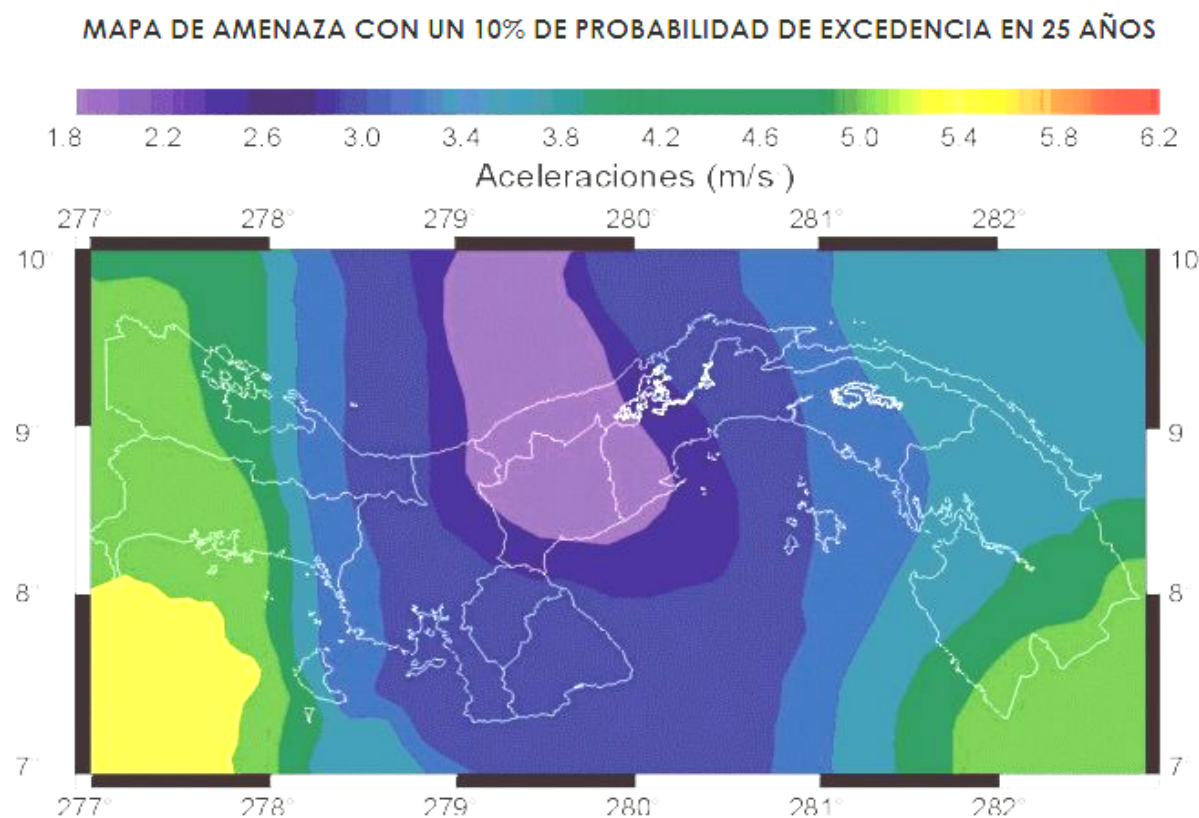 MAPA DE AMENAZA CON UN 10% DE PROBABILIDAD DE EXCEDENCIA EN 25 AÑOS
1.8 2.2 2.6 3.0 3.4 3.8 4.2 4.6 5.0 5.4 5.8 6.2
Aceleraciones (m/s )
277° 278° 279° 280° 281° 282°
10° 10
9° 9
8° 8
7° 7
277° 278° 279° 280° 281° 282°